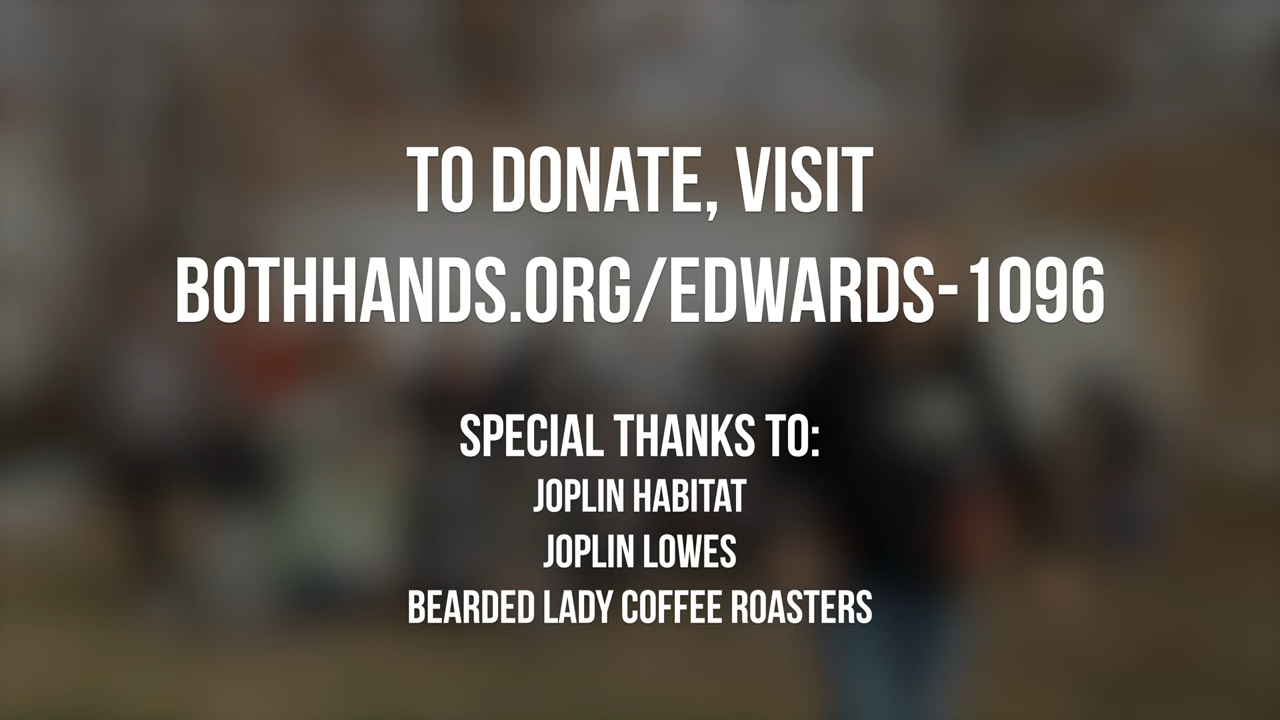 TO DONATE, VISIT
BOTHHANDS.ORG/EDWARDS-1096
SPECIAL THANKS TO:
JOPLIN HABITAT
JOPLIN LOWES
BEARDED LADY COFFEE ROASTERS